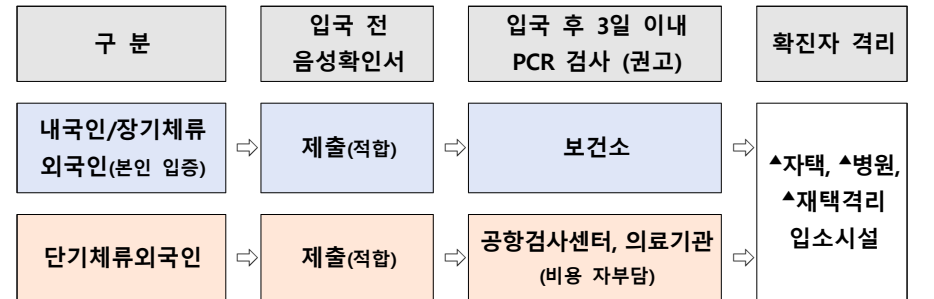 구 분
입국 전
음성확인서
입국 후 3일 이내
PCR 검사 (권고)
확진자 격리
내국인/장기체류
외국인(본인 입증)
제출(적합)
보건소
단기체류외국인
제출(적합)
공항검사센터, 의료기관
(비용 자부담)
▲자택, ▲병원,
▲재택격리
입소시설